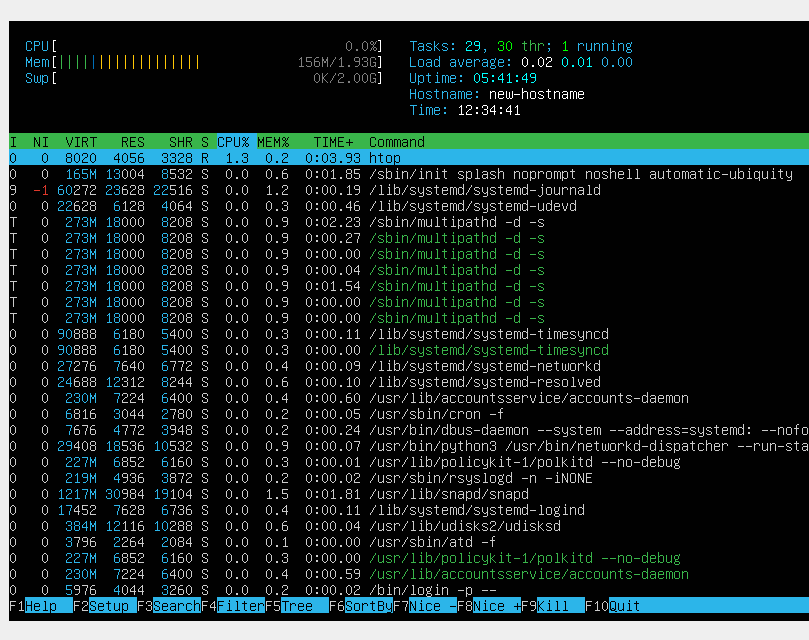 CPU[ 0.0%] Tasks: 29, 30 thr; 1 running
Mem[|||||||||||||||||| 156M/1.93G] Load average: 0.02 0.01 0.00
Swp[ 0K/2.00G] Uptime: 05:41:49
Hostname: new-hostname
Time: 12:34:41
I NI VIRT RES SHR S CPU% MEM% TIME+ Command
0 0 8020 4056 3328 R 1.3 0.2 0:03.93 htop
0 0 165M 13004 8532 S 0.0 0.6 0:01.85 /sbin/init splash noprompt noshell automatic-ubiquity
9 -1 60272 23628 22516 S 0.0 1.2 0:00.19 /lib/systemd/systemd-journald
0 0 22628 6128 4064 S 0.0 0.3 0:00.46 /lib/systemd/systemd-udevd
T 0 273M 18000 8208 S 0.0 0.9 0:02.23 /sbin/multipathd -d -s
T 0 273M 18000 8208 S 0.0 0.9 0:00.27 /sbin/multipathd -d -s
T 0 273M 18000 8208 S 0.0 0.9 0:00.00 /sbin/multipathd -d -s
T 0 273M 18000 8208 S 0.0 0.9 0:00.04 /sbin/multipathd -d -s
T 0 273M 18000 8208 S 0.0 0.9 0:01.54 /sbin/multipathd -d -s
T 0 273M 18000 8208 S 0.0 0.9 0:00.00 /sbin/multipathd -d -s
T 0 273M 18000 8208 S 0.0 0.9 0:00.00 /sbin/multipathd -d -s
0 0 90888 6180 5400 S 0.0 0.3 0:00.11 /lib/systemd/systemd-timesyncd
0 0 90888 6180 5400 S 0.0 0.3 0:00.00 /lib/systemd/systemd-timesyncd
0 0 27276 7640 6772 S 0.0 0.4 0:00.09 /lib/systemd/systemd-networkd
0 0 24688 12312 8244 S 0.0 0.6 0:00.10 /lib/systemd/systemd-resolved
0 0 230M 7224 6400 S 0.0 0.4 0:00.60 /usr/lib/accountsservice/accounts-daemon
0 0 6816 3044 2780 S 0.0 0.2 0:00.05 /usr/sbin/cron -f
0 0 7676 4772 3948 S 0.0 0.2 0:00.24 /usr/bin/dbus-daemon --system --address=systemd: --nofo
0 0 29408 18536 10532 S 0.0 0.9 0:00.07 /usr/bin/python3 /usr/bin/networkd-dispatcher --run-sta
0 0 227M 6852 6160 S 0.0 0.3 0:00.01 /usr/lib/policykit-1/polkitd --no-debug
0 0 219M 4936 3872 S 0.0 0.2 0:00.02 /usr/sbin/rsyslogd -n -iNONE
0 0 1217M 30984 19104 S 0.0 1.5 0:01.81 /usr/lib/snapd/snapd
0 0 17452 7628 6736 S 0.0 0.4 0:00.11 /lib/systemd/systemd-logind
0 0 384M 12116 10288 S 0.0 0.6 0:00.04 /usr/lib/udisks2/udisksd
0 0 3796 2264 2084 S 0.0 0.1 0:00.00 /usr/sbin/atd -f
0 0 227M 6852 6160 S 0.0 0.3 0:00.00 /usr/lib/policykit-1/polkitd --no-debug
0 0 230M 7224 6400 S 0.0 0.4 0:00.59 /usr/lib/accountsservice/accounts-daemon
0 0 5976 4044 3260 S 0.0 0.2 0:00.02 /bin/login -p --
F1Help F2Setup F3SearchF4FilterF5Tree F6SortByF7Nice -F8Nice +F9Kill F10Quit